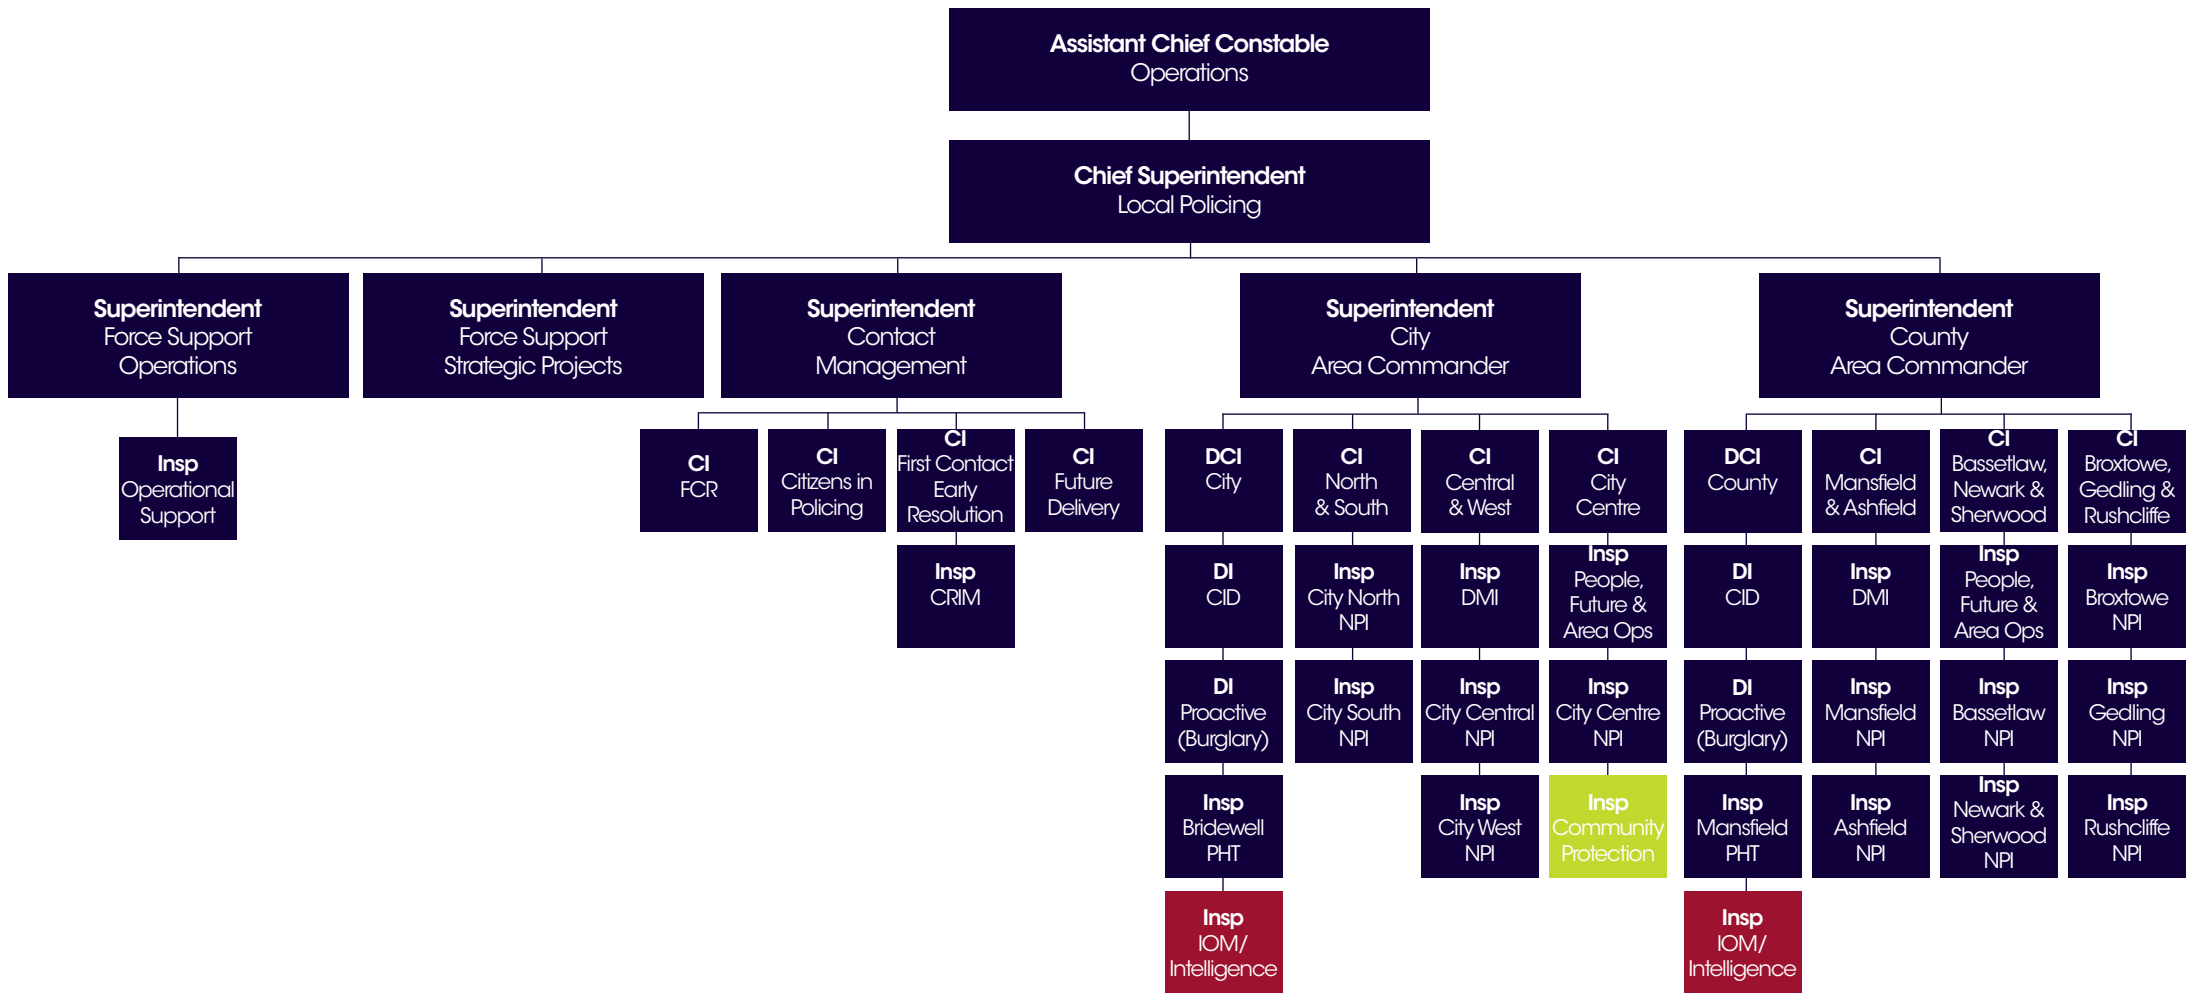 Assistant Chief Constable
Operations
Chief Superintendent
Local Policing
Superintendent
Force Support
Operations
Superintendent
Force Support
Strategic Projects
Superintendent
Contact
Management
Superintendent
City
Area Commander
Superintendent
County
Area Commander
Insp
Operational
Support
CI
FCR
CI
Citizens in
Policing
CI
First Contact
Early
Resolution
CI
Future
Delivery
Insp
CRIM
DCI
City
CI
North
& South
CI
Central
& West
CI
City
Centre
DCI
County
CI
Mansfield
& Ashfield
CI
Bassetlaw,
Newark &
Sherwood
CI
Broxtowe,
Gedling &
Rushcliffe
DI
CID
Insp
City North
NPI
Insp
DMI
Insp
People,
Future &
Area Ops
DI
CID
Insp
DMI
Insp
People,
Future &
Area Ops
Insp
Broxtowe
NPI
DI
Proactive
(Burglary)
Insp
City South
NPI
Insp
City Central
NPI
Insp
City Centre
NPI
DI
Proactive
(Burglary)
Insp
Mansfield
NPI
Insp
Bassetlaw
NPI
Insp
Gedling
NPI
Insp
Bridewell
PHT
Insp
City West
NPI
Insp
Community
Protection
Insp
Mansfield
PHT
Insp
Ashfield
NPI
Insp
Newark &
Sherwood
NPI
Insp
Rushcliffe
NPI
Insp
IOM/
Intelligence
Insp
IOM/
Intelligence